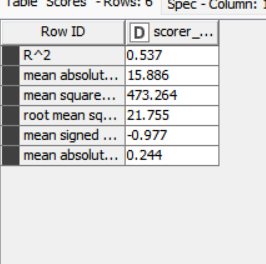 Table "Scores" - Rows: 6 Spec - Column: 1
Row ID D scorer_...
R^2 0.537
mean absolut... 15.886
mean square... 473.264
root mean sq... 21.755
mean signed ... -0.977
mean absolut... 0.244